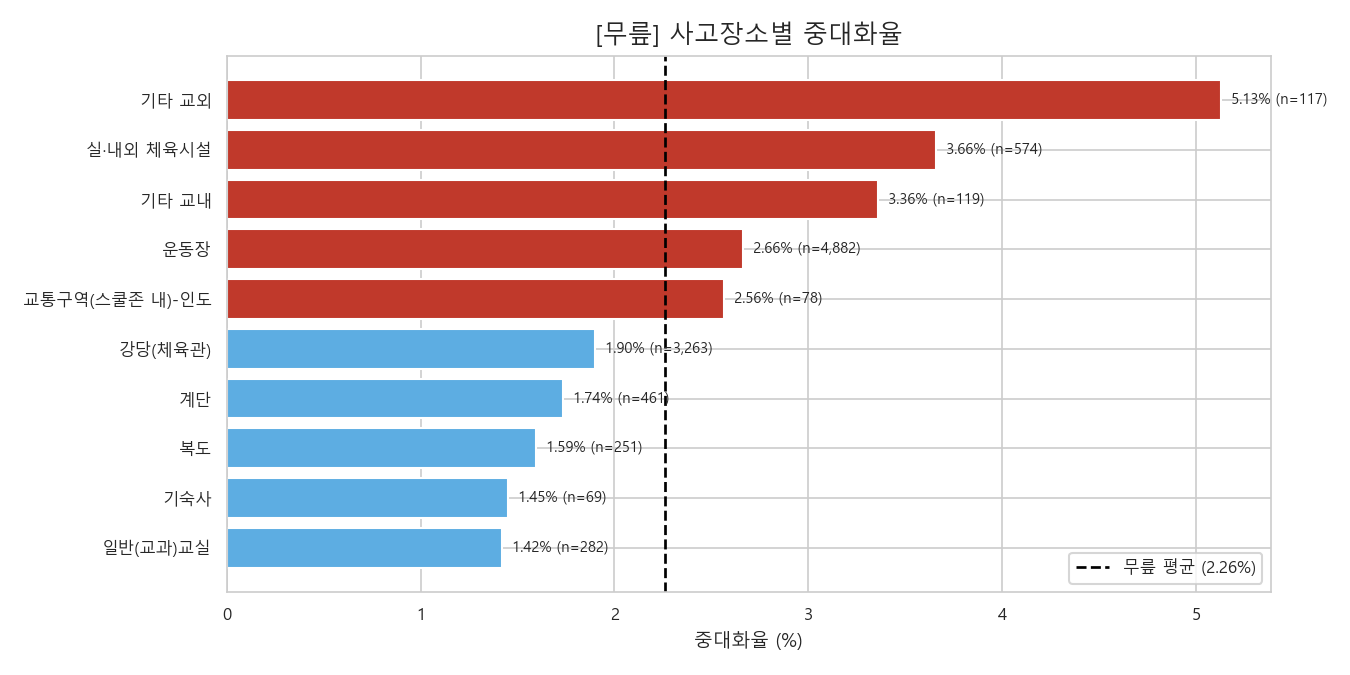 [무릎] 사고장소별 중대화율
기타 교외
5.13% (n=117)
실·내외 체육시설
3.66% (n=574)
기타 교내
3.36% (n=119)
운동장
2.66% (n=4,882)
교통구역(스쿨존 내)-인도
2.56% (n=78)
강당(체육관)
1.90% (n=3,263)
계단
1.74% (n=461)
복도
1.59% (n=251)
기숙사
1.45% (n=69)
일반(교과)교실
1.42% (n=282)
무릎 평균 (2.26%)
0 1 2 3 4 5
중대화율 (%)